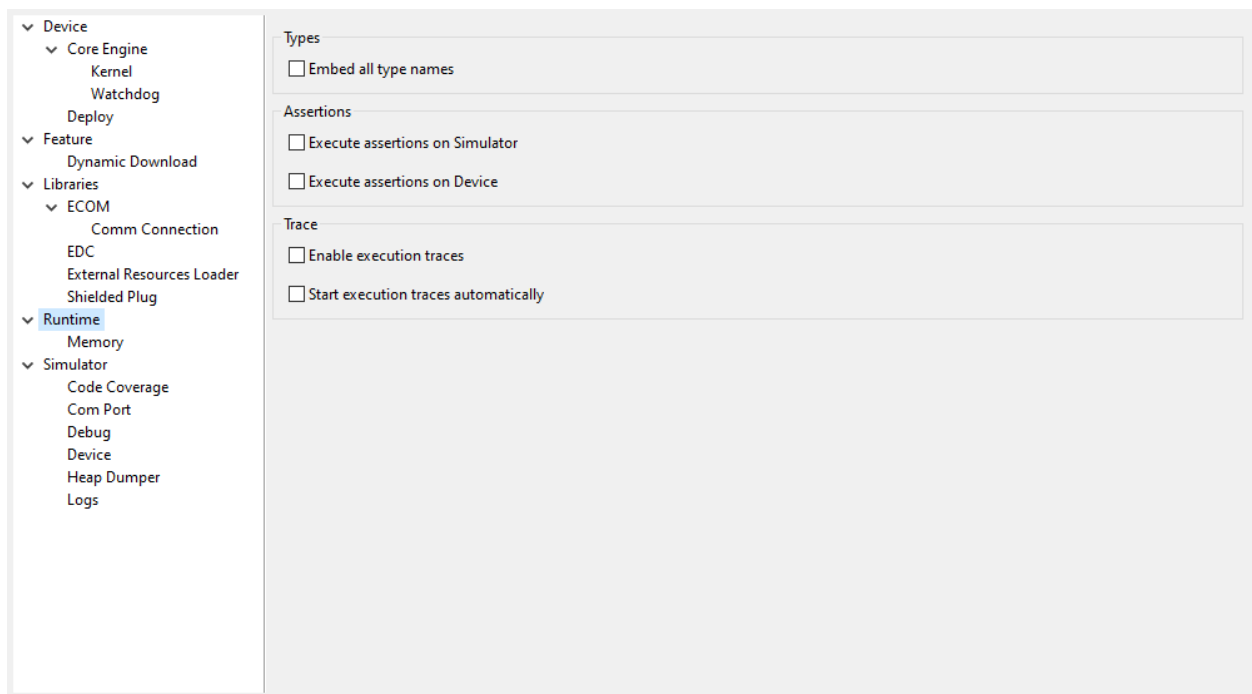 Device
Core Engine
Kernel
Watchdog
Deploy
Feature
Dynamic Download
Libraries
ECOM
Comm Connection
EDC
External Resources Loader
Shielded Plug
Runtime
Memory
Simulator
Code Coverage
Com Port
Debug
Device
Heap Dumper
Logs
Types
Embed all type names
Assertions
Execute assertions on Simulator
Execute assertions on Device
Trace
Enable execution traces
Start execution traces automatically